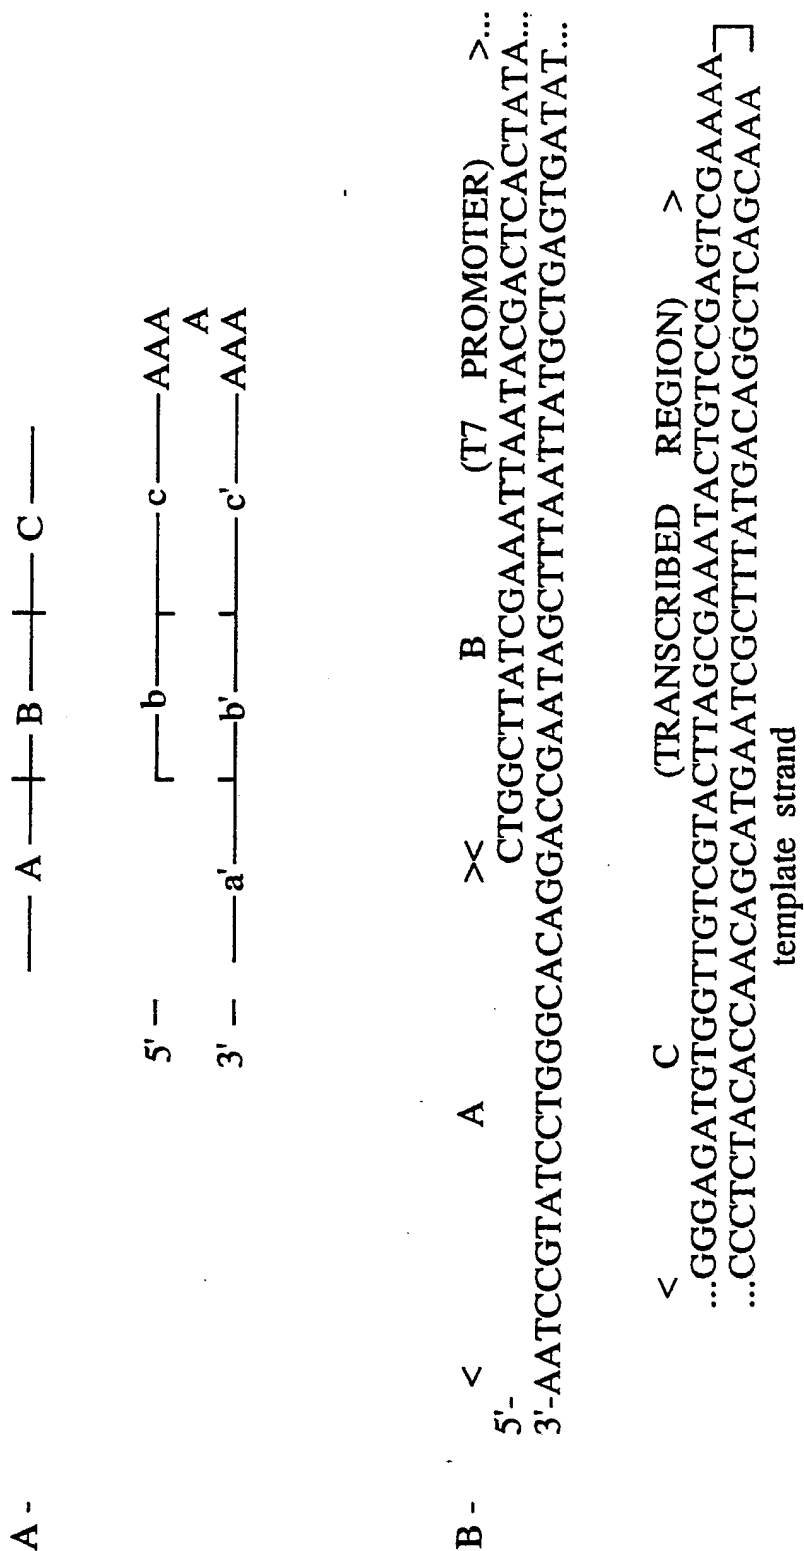 A -
A B C
5'- b c AAA
A
3'- a' b' c' AAA
B -
< A >< B (T7 PROMOTER) >...
5'- CTGGCTTATCGAAATTAATACGACTCACTATA...
3'-AATCCGTATCCTGGGCACAGGACCGAATAGCTTTAATTATGCTGAGTGATAT...
< C (TRANSCRIBED REGION) >
...GGGAGATGTGGTTGTCGTACTTAGCGAAATACTGTCCGAGTCGAAAA
...CCCTCTACACCAACAGCATGAATCGCTTTATGACAGGCTCAGCAAA
template strand